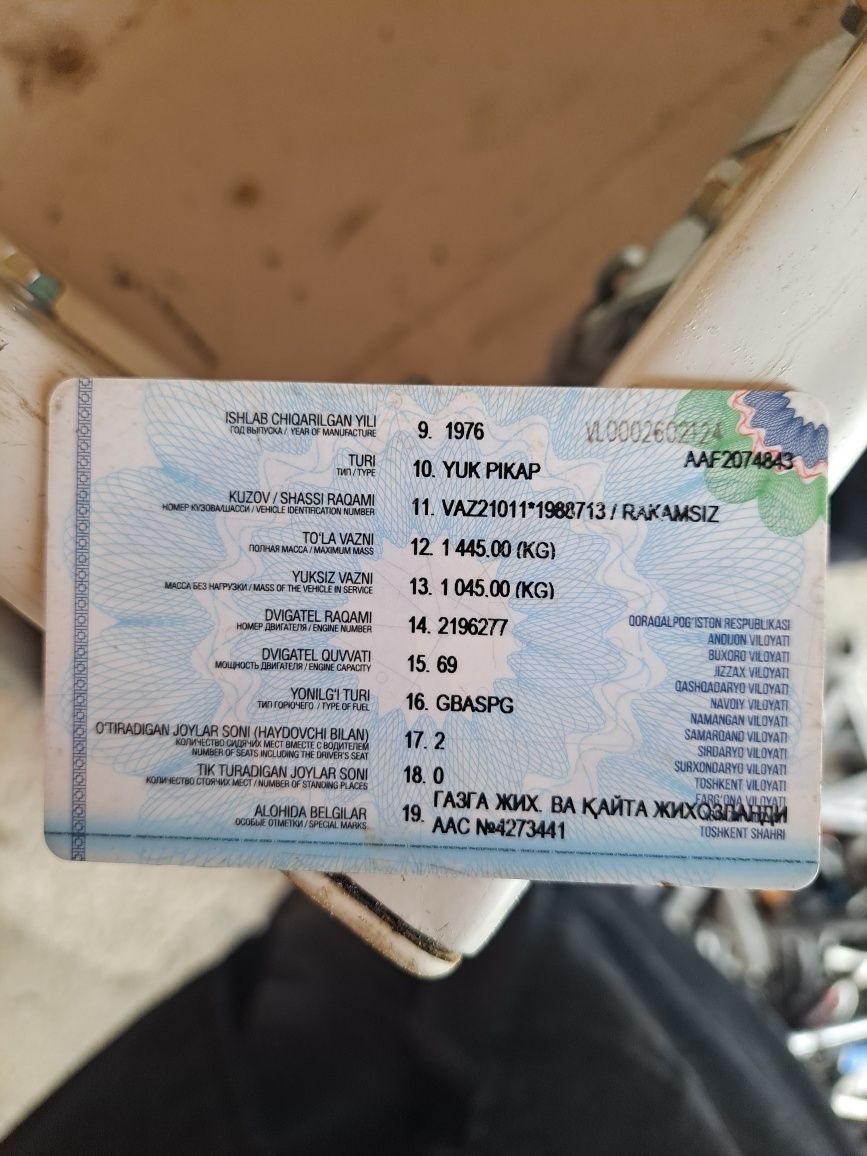 ISHLAB CHIQARILGAN YILI
ГОД ВЫПУСКА / YEAR OF MANUFACTURE
9. 1976
VL0002602124
AAF2074843
TURI
ТИП / TYPE
10. YUK PIKAP
KUZOV / SHASSI RAQAMI
НОМЕР КУЗОВА/ШАССИ / VEHICLE IDENTIFICATION NUMBER
11. VAZ21011*1988713 / RAKAMSIZ
TO'LA VAZNI
ПОЛНАЯ МАССА / MAXIMUM MASS
12. 1 445.00 (KG)
YUKSIZ VAZNI
МАССА БЕЗ НАГРУЗКИ / MASS OF THE VEHICLE IN SERVICE
13. 1 045.00 (KG)
DVIGATEL RAQAMI
НОМЕР ДВИГАТЕЛЯ / ENGINE NUMBER
14. 2196277
DVIGATEL QUVVATI
МОЩНОСТЬ ДВИГАТЕЛЯ / ENGINE CAPACITY
15. 69
YONILG'I TURI
ТИП ГОРЮЧЕГО / TYPE OF FUEL
16. GBASPG
O'TIRADIGAN JOYLAR SONI (HAYDOVCHI BILAN)
КОЛИЧЕСТВО СИДЯЧИХ МЕСТ ВМЕСТЕ С ВОДИТЕЛЕМ
NUMBER OF SEATS INCLUDING THE DRIVER'S SEAT
17. 2
TIK TURADIGAN JOYLAR SONI
КОЛИЧЕСТВО СТОЯЧИХ МЕСТ / NUMBER OF STANDING PLACES
18. 0
ALOHIDA BELGILAR
ОСОБЫЕ ОТМЕТКИ / SPECIAL MARKS
19. ГАЗГА ЖИХ. ВА ҚАЙТА ЖИХОЗЛАНДИ
ААС №4273441
QORAQALPOG'ISTON RESPUBLIKASI
ANDIJON VILOYATI
BUXORO VILOYATI
JIZZAX VILOYATI
QASHQADARYO VILOYATI
NAVOIY VILOYATI
NAMANGAN VILOYATI
SAMARQAND VILOYATI
SIRDARYO VILOYATI
SURXONDARYO VILOYATI
TOSHKENT VILOYATI
FARG'ONA VILOYATI
TOSHKENT SHAHRI